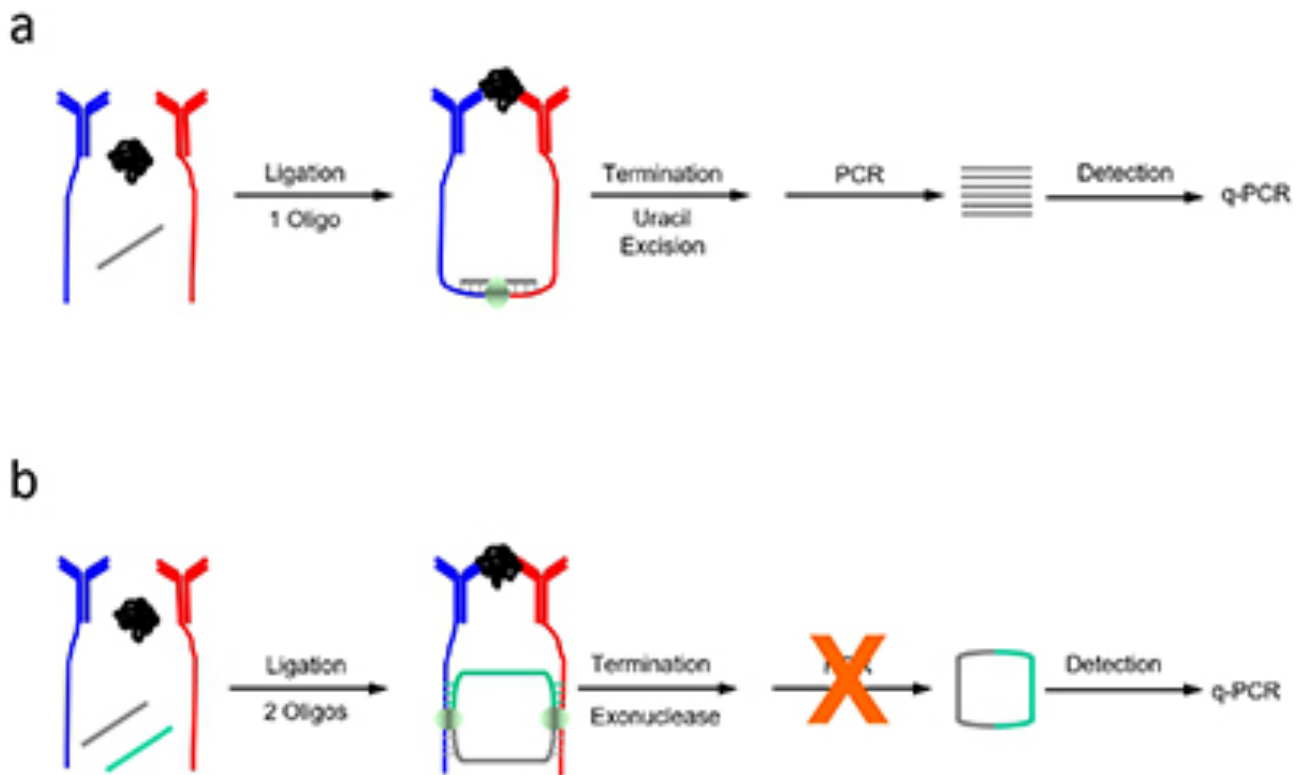 a
Ligation
1 Oligo
Termination
Uracil
Excision
PCR
Detection
q-PCR
b
Ligation
2 Oligos
Termination
Exonuclease
Detection
q-PCR